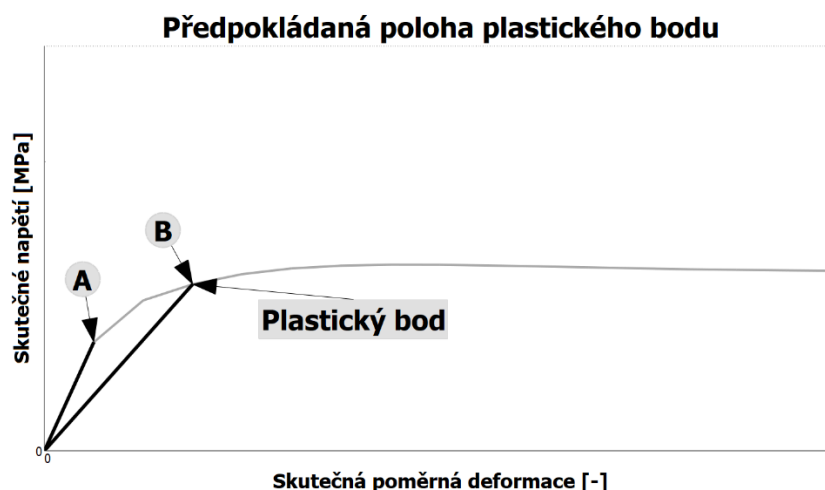 Předpokládaná poloha plastického bodu
Skutečné napětí [MPa]
B
A
Plastický bod
0
0
Skutečná poměrná deformace [-]